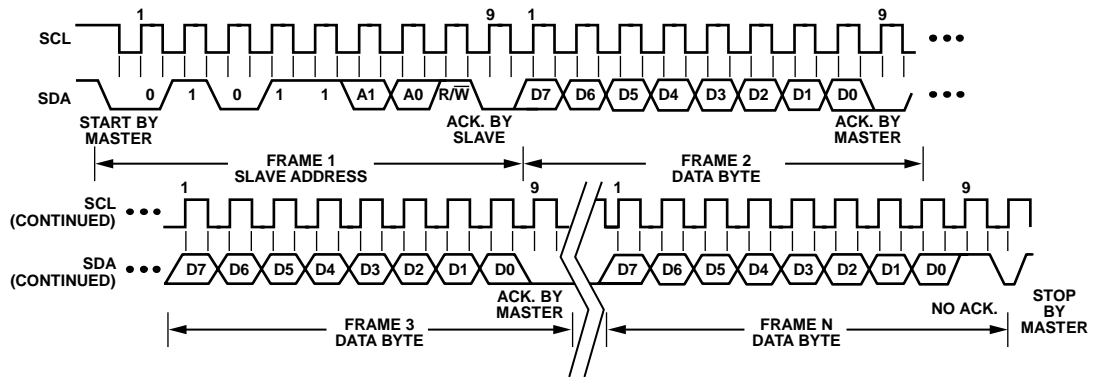 1 9 1 9
SCL
SDA 0 1 0 1 1 A1 A0 R/W̅ D7 D6 D5 D4 D3 D2 D1 D0
START BY MASTER
ACK. BY SLAVE
ACK. BY MASTER
FRAME 1
SLAVE ADDRESS
FRAME 2
DATA BYTE
1 9 1 9
SCL
(CONTINUED)
SDA
(CONTINUED)
D7 D6 D5 D4 D3 D2 D1 D0 D7 D6 D5 D4 D3 D2 D1 D0
ACK. BY
MASTER
NO ACK.
STOP
BY
MASTER
FRAME 3
DATA BYTE
FRAME N
DATA BYTE